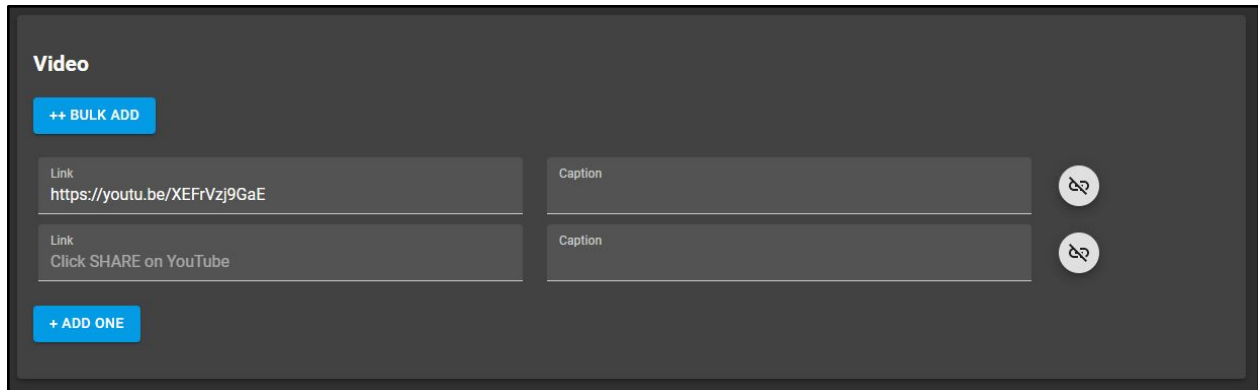 Video
++ BULK ADD
Link
https://youtu.be/XEFrVzj9GaE
Caption
Link
Click SHARE on YouTube
Caption
+ ADD ONE